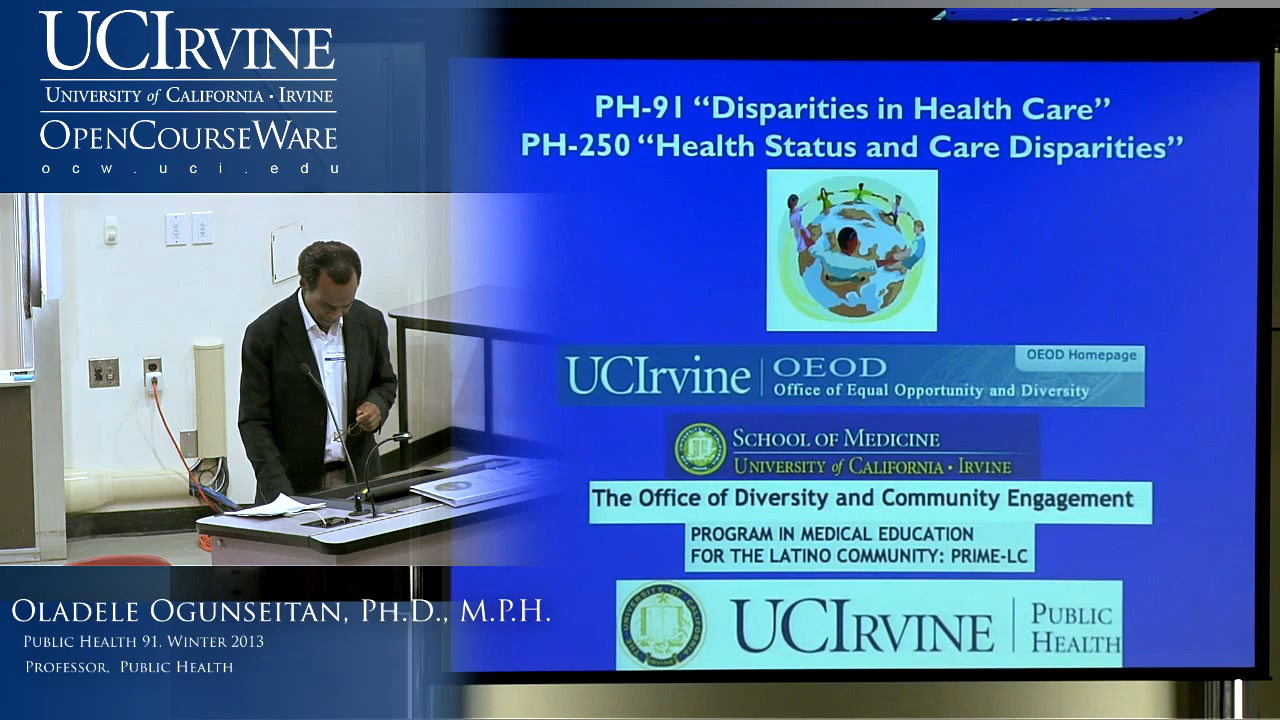 UCIRVINE
UNIVERSITY of CALIFORNIA • IRVINE
OPENCOURSEWARE
ocw.uci.edu
PH-91 “Disparities in Health Care”
PH-250 “Health Status and Care Disparities”
UCIrvine | OEOD
OEOD Homepage
Office of Equal Opportunity and Diversity
SCHOOL OF MEDICINE
UNIVERSITY of CALIFORNIA • IRVINE
The Office of Diversity and Community Engagement
PROGRAM IN MEDICAL EDUCATION
FOR THE LATINO COMMUNITY: PRIME-LC
UCIRVINE | PUBLIC
HEALTH
OLADELE OGUNSEITAN, PH.D., M.P.H.
PUBLIC HEALTH 91, WINTER 2013
PROFESSOR, PUBLIC HEALTH